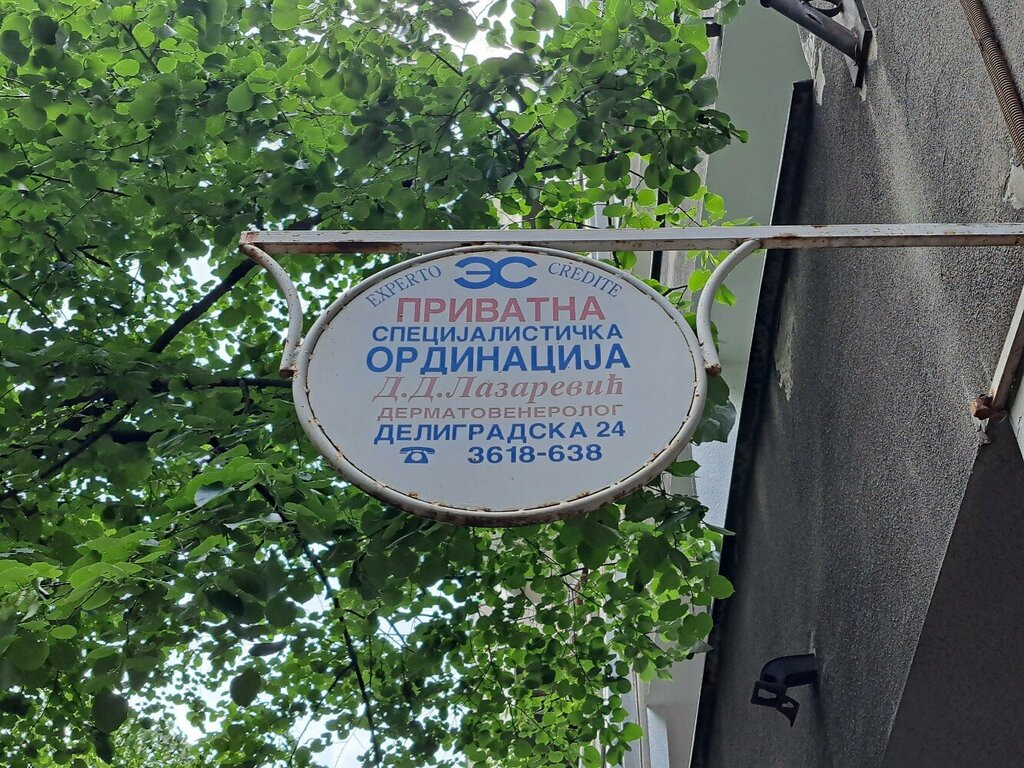 EXPERTO ЭС CREDITE
ПРИВАТНА
СПЕЦИЈАЛИСТИЧКА
ОРДИНАЦИЈА
Д.Д.Лазаревић
ДЕРМАТОВЕНЕРОЛОГ
ДЕЛИГРАДСКА 24
☎ 3618-638